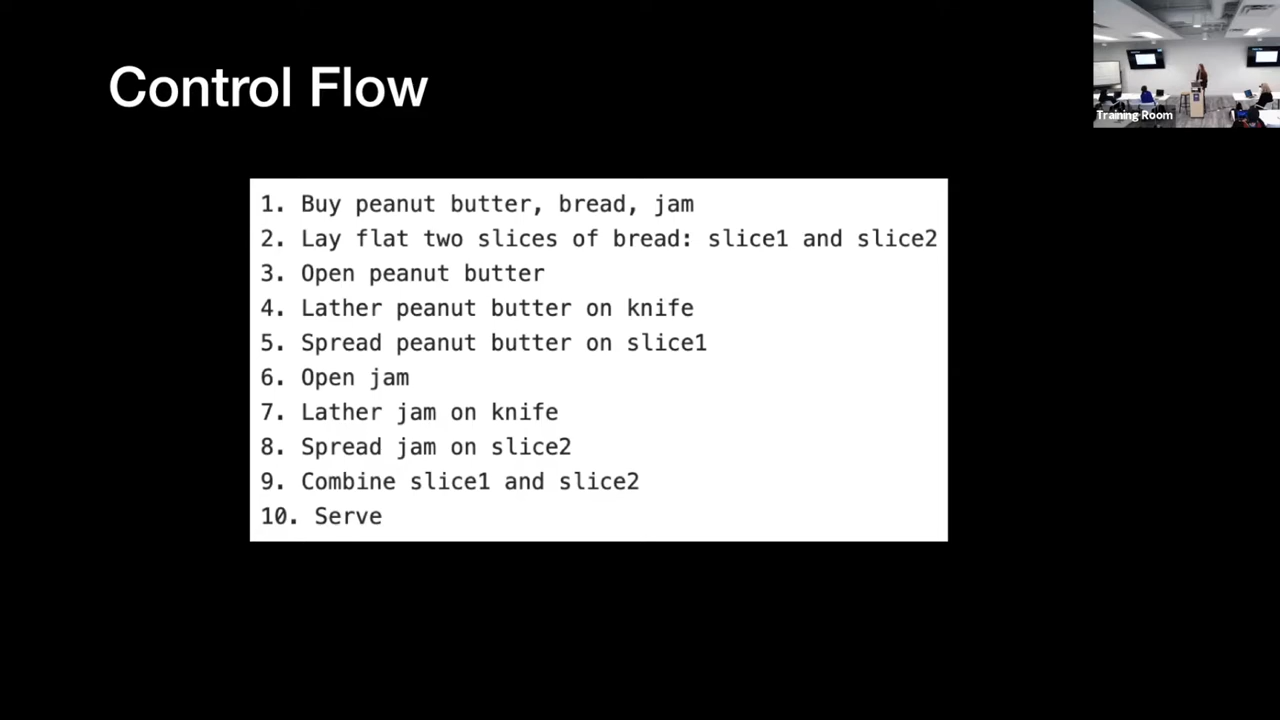 Control Flow
Training Room
1. Buy peanut butter, bread, jam
2. Lay flat two slices of bread: slice1 and slice2
3. Open peanut butter
4. Lather peanut butter on knife
5. Spread peanut butter on slice1
6. Open jam
7. Lather jam on knife
8. Spread jam on slice2
9. Combine slice1 and slice2
10. Serve